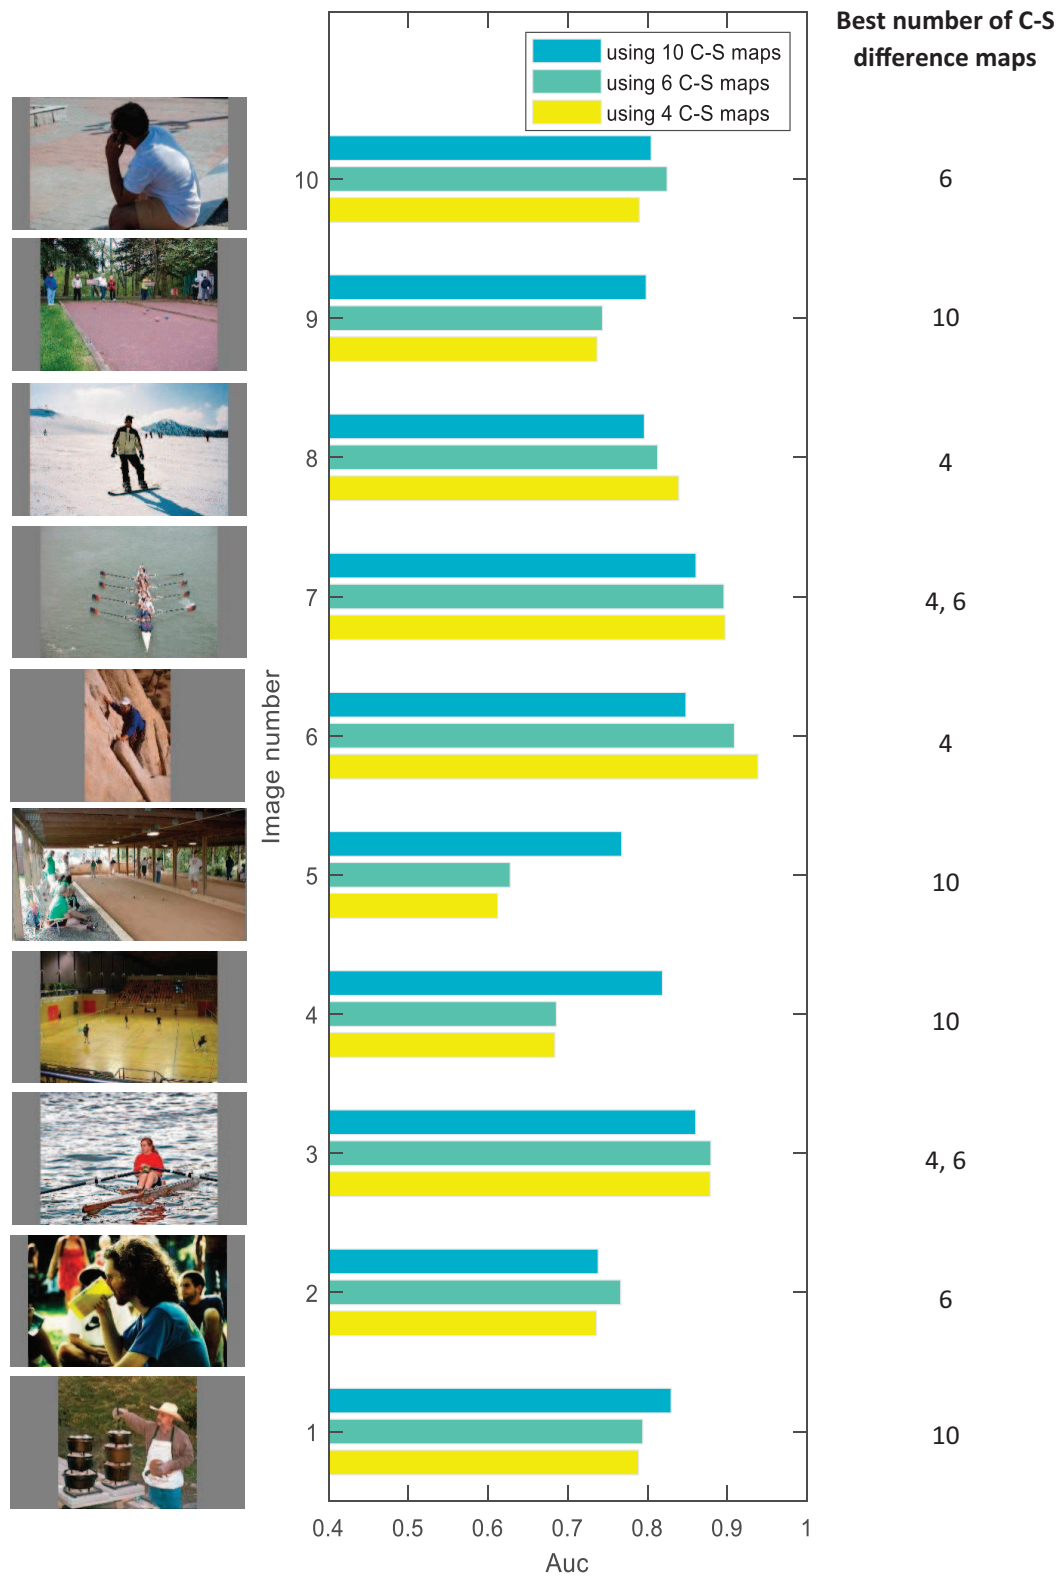 Best number of C-S
difference maps
using 10 C-S maps
using 6 C-S maps
using 4 C-S maps
10
6
9
10
8
4
7
4, 6
6
4
5
10
4
10
3
4, 6
2
6
1
10
Image number
0.4 0.5 0.6 0.7 0.8 0.9 1
Auc